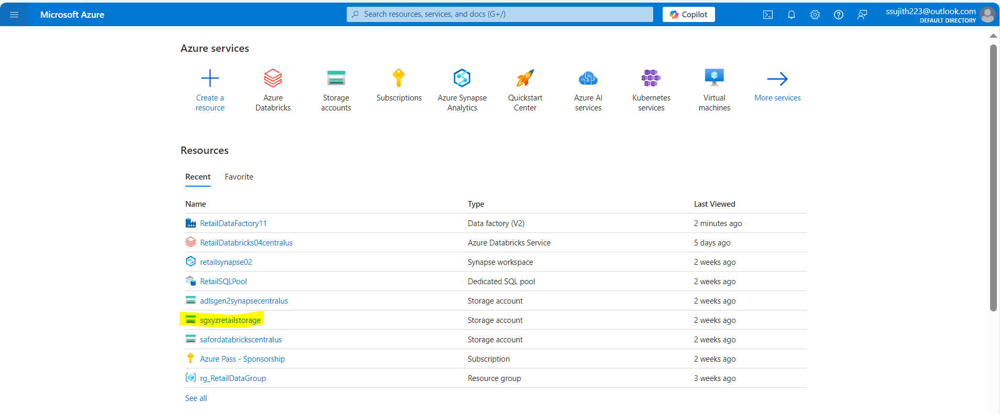 Microsoft Azure
Search resources, services, and docs (G+/)
Copilot
ssujith223@outlook.com
DEFAULT DIRECTORY
Azure services
Create a
resource
Azure
Databricks
Storage
accounts
Subscriptions
Azure Synapse
Analytics
Quickstart
Center
Azure AI
services
Kubernetes
services
Virtual
machines
More services
Resources
Recent Favorite
Name Type Last Viewed
RetailDataFactory11 Data factory (V2) 2 minutes ago
RetailDatabricks04centralus Azure Databricks Service 5 days ago
retailsynapse02 Synapse workspace 2 weeks ago
RetailSQLPool Dedicated SQL pool 2 weeks ago
adlsgen2synapsecentralus Storage account 2 weeks ago
sgxyzretailstorage Storage account 2 weeks ago
safordatabrickscentralus Storage account 2 weeks ago
Azure Pass - Sponsorship Subscription 2 weeks ago
rg_RetailDataGroup Resource group 3 weeks ago
See all